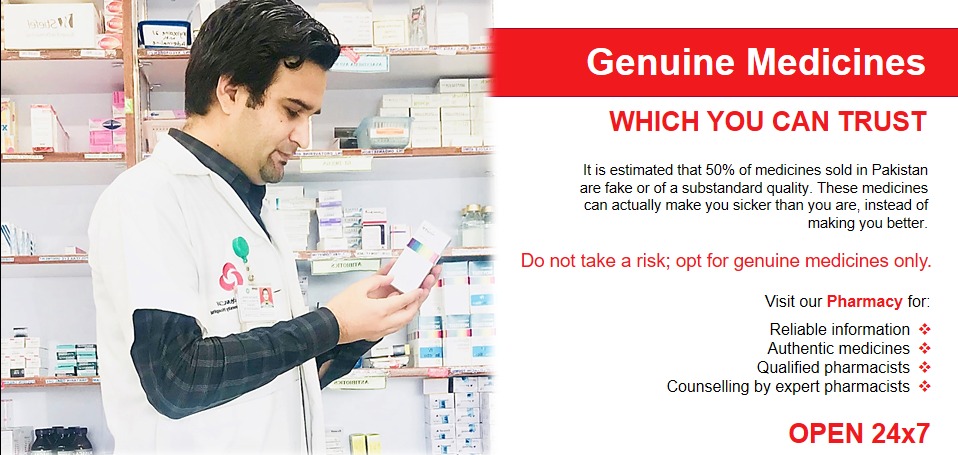 Genuine Medicines
WHICH YOU CAN TRUST
It is estimated that 50% of medicines sold in Pakistan
are fake or of a substandard quality. These medicines
can actually make you sicker than you are, instead of
making you better.
Do not take a risk; opt for genuine medicines only.
Visit our Pharmacy for:
Reliable information
Authentic medicines
Qualified pharmacists
Counselling by expert pharmacists
OPEN 24x7
ANTIBIOTICS
ANTIBIOTICS